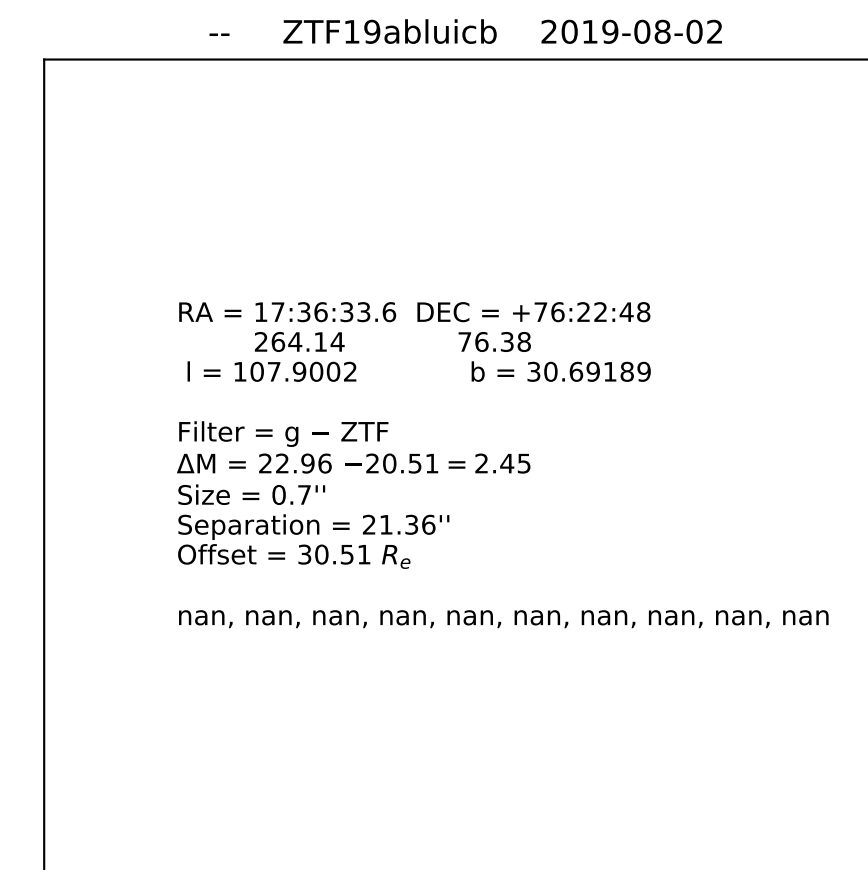 -- ZTF19abluicb 2019-08-02
RA = 17:36:33.6 DEC = +76:22:48
264.14 76.38
l = 107.9002 b = 30.69189
Filter = g − ZTF
ΔM = 22.96 −20.51 = 2.45
Size = 0.7''
Separation = 21.36''
Offset = 30.51 Rₑ
nan, nan, nan, nan, nan, nan, nan, nan, nan, nan